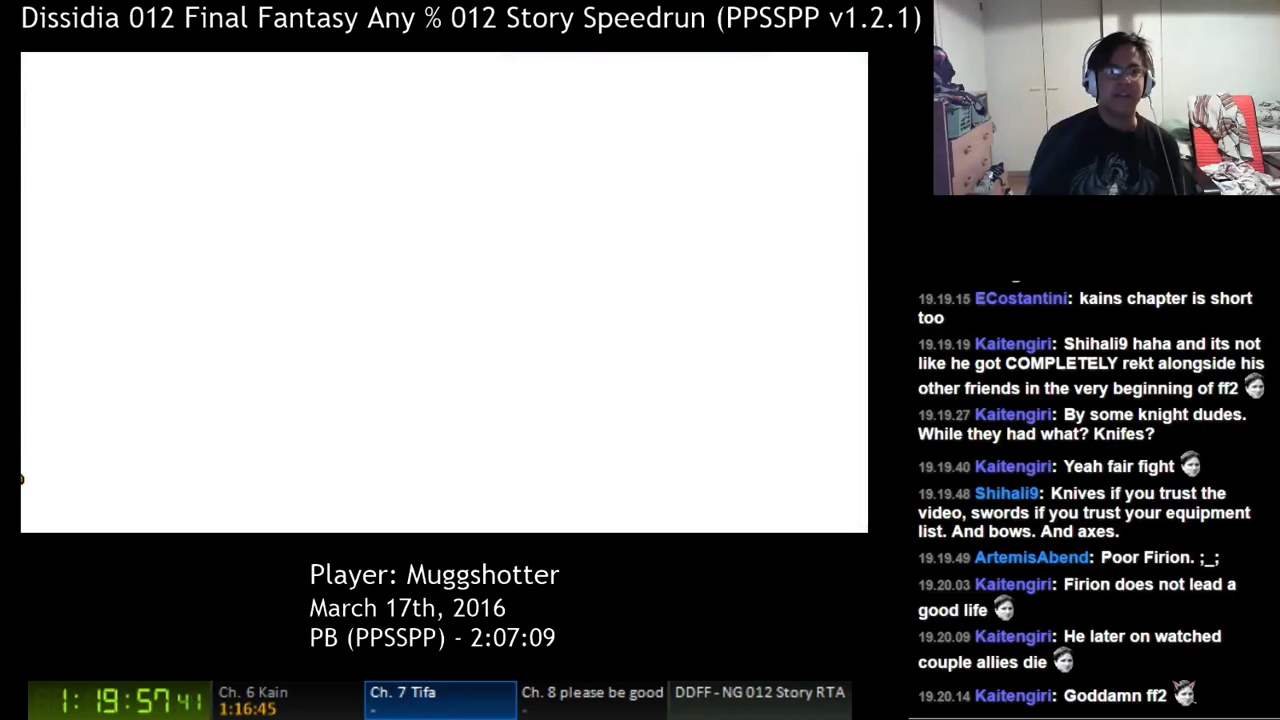 Dissidia 012 Final Fantasy Any % 012 Story Speedrun (PPSSPP v1.2.1)
19.19.15 ECostantini: kains chapter is short
too
19.19.19 Kaitengiri: Shihali9 haha and its not
like he got COMPLETELY rekt alongside his
other friends in the very beginning of ff2
19.19.27 Kaitengiri: By some knight dudes.
While they had what? Knifes?
19.19.40 Kaitengiri: Yeah fair fight
19.19.48 Shihali9: Knives if you trust the
video, swords if you trust your equipment
list. And bows. And axes.
19.19.49 ArtemisAbend: Poor Firion. ;_;
19.20.03 Kaitengiri: Firion does not lead a
good life
19.20.09 Kaitengiri: He later on watched
couple allies die
19.20.14 Kaitengiri: Goddamn ff2
Player: Muggshotter
March 17th, 2016
PB (PPSSPP) - 2:07:09
1:19:57 41
Ch. 6 Kain
1:16:45
Ch. 7 Tifa
-
Ch. 8 please be good
-
DDFF - NG 012 Story RTA